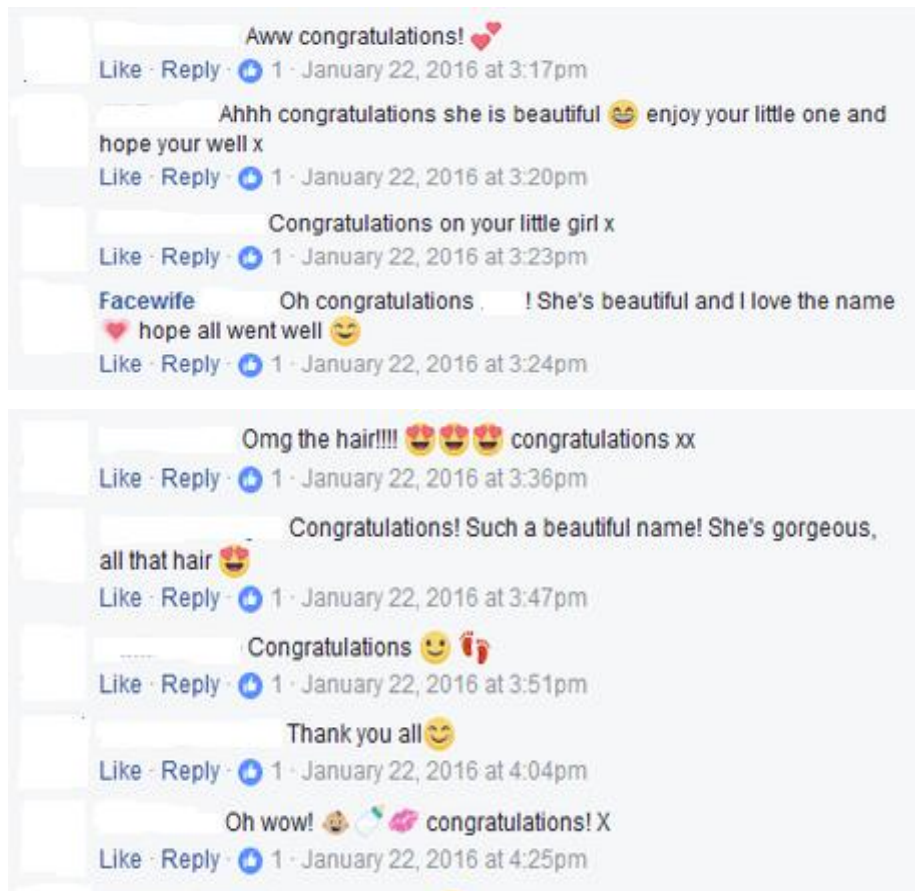 Aww congratulations! 💕
Like · Reply · 1 · January 22, 2016 at 3:17pm
Ahhh congratulations she is beautiful 😄 enjoy your little one and
hope your well x
Like · Reply · 1 · January 22, 2016 at 3:20pm
Congratulations on your little girl x
Like · Reply · 1 · January 22, 2016 at 3:23pm
Facewife Oh congratulations ! She's beautiful and I love the name
💗 hope all went well 😊
Like · Reply · 1 · January 22, 2016 at 3:24pm
Omg the hair!!!! 😍😍😍 congratulations xx
Like · Reply · 1 · January 22, 2016 at 3:36pm
Congratulations! Such a beautiful name! She's gorgeous,
all that hair 😍
Like · Reply · 1 · January 22, 2016 at 3:47pm
Congratulations 🙂 👣
Like · Reply · 1 · January 22, 2016 at 3:51pm
Thank you all😊
Like · Reply · 1 · January 22, 2016 at 4:04pm
Oh wow! 👶🏼 🍼 💋 congratulations! X
Like · Reply · 1 · January 22, 2016 at 4:25pm